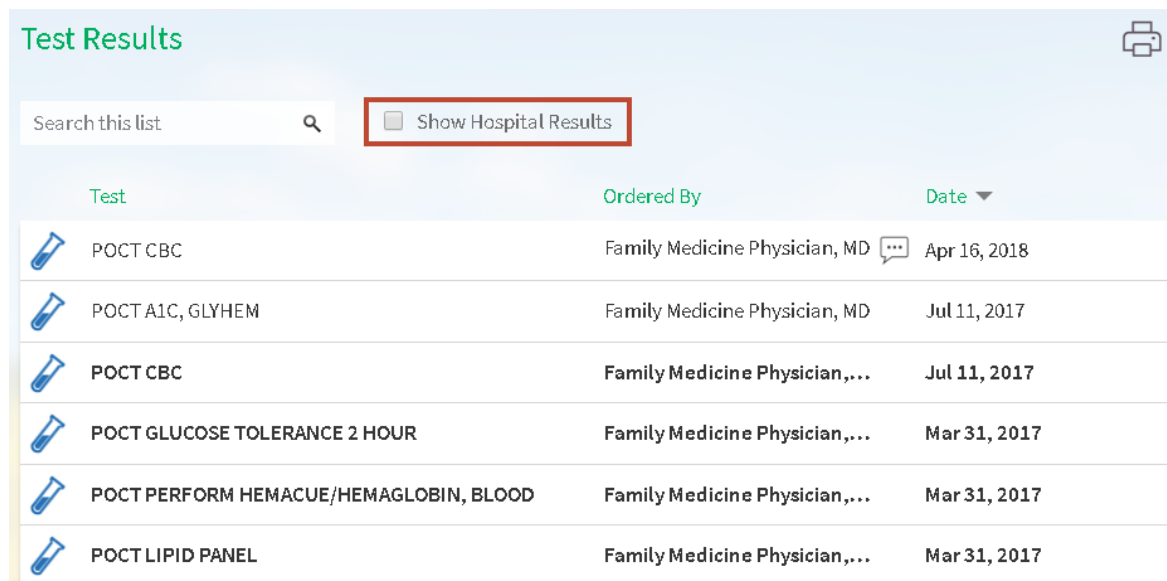 Test Results
Search this list
Show Hospital Results
Test Ordered By Date
POCT CBC Family Medicine Physician, MD Apr 16, 2018
POCT A1C, GLYHEM Family Medicine Physician, MD Jul 11, 2017
POCT CBC Family Medicine Physician,... Jul 11, 2017
POCT GLUCOSE TOLERANCE 2 HOUR Family Medicine Physician,... Mar 31, 2017
POCT PERFORM HEMACUE/HEMAGLOBIN, BLOOD Family Medicine Physician,... Mar 31, 2017
POCT LIPID PANEL Family Medicine Physician,... Mar 31, 2017